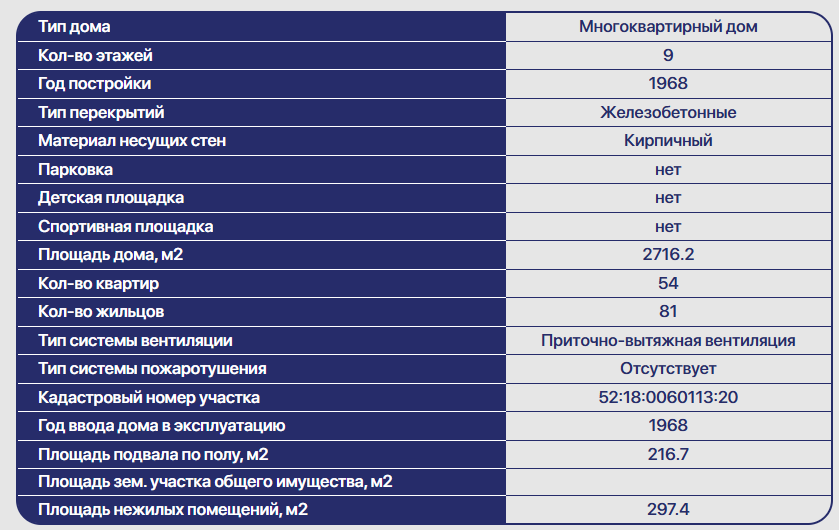 Тип дома Многоквартирный дом
Кол-во этажей 9
Год постройки 1968
Тип перекрытий Железобетонные
Материал несущих стен Кирпичный
Парковка нет
Детская площадка нет
Спортивная площадка нет
Площадь дома, м2 2716.2
Кол-во квартир 54
Кол-во жильцов 81
Тип системы вентиляции Приточно-вытяжная вентиляция
Тип системы пожаротушения Отсутствует
Кадастровый номер участка 52:18:0060113:20
Год ввода дома в эксплуатацию 1968
Площадь подвала по полу, м2 216.7
Площадь зем. участка общего имущества, м2
Площадь нежилых помещений, м2 297.4